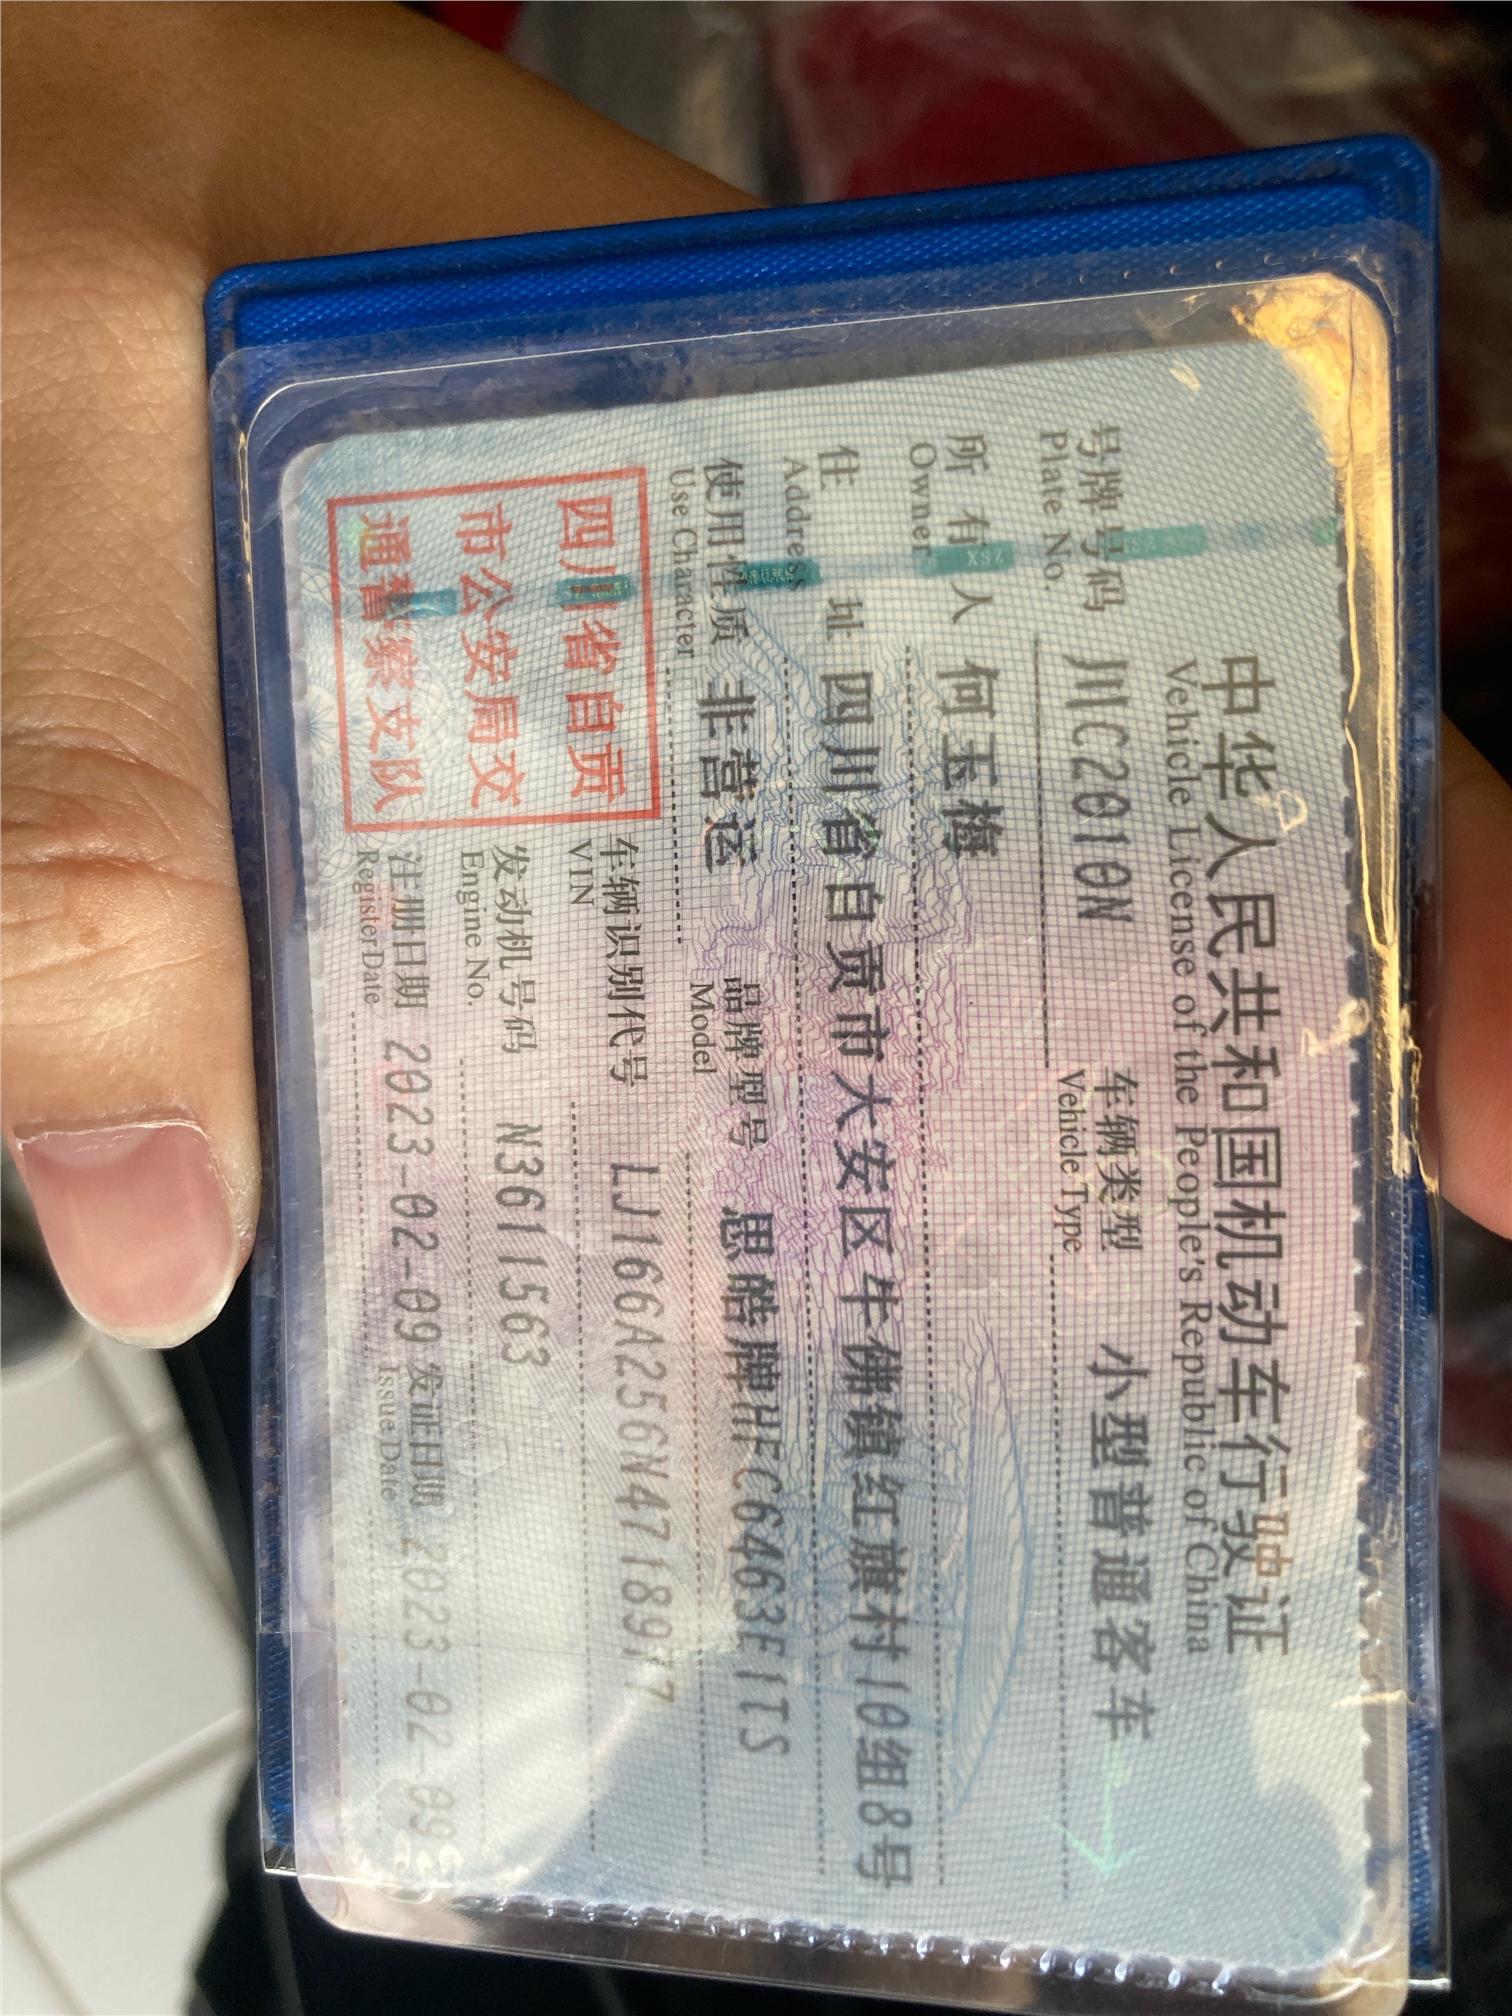 中华人民共和国机动车行驶证
Vehicle License of the People's Republic of China
号牌号码 川C2010N 车辆类型 小型普通客车
Plate No. Vehicle Type
所有人 何玉梅
Owner
住址 四川省自贡市大安区牛佛镇红旗村10组8号
Address
使用性质 非营运 品牌型号 思皓牌HFC6463E1TS
Use Character Model
四川省自贡
市公安局交
通警察支队
车辆识别代号 LJ166A256N4718977
VIN
发动机号码 N3611563
Engine No.
注册日期 2023-02-09 发证日期 2023-02-09
Register Date Issue Date